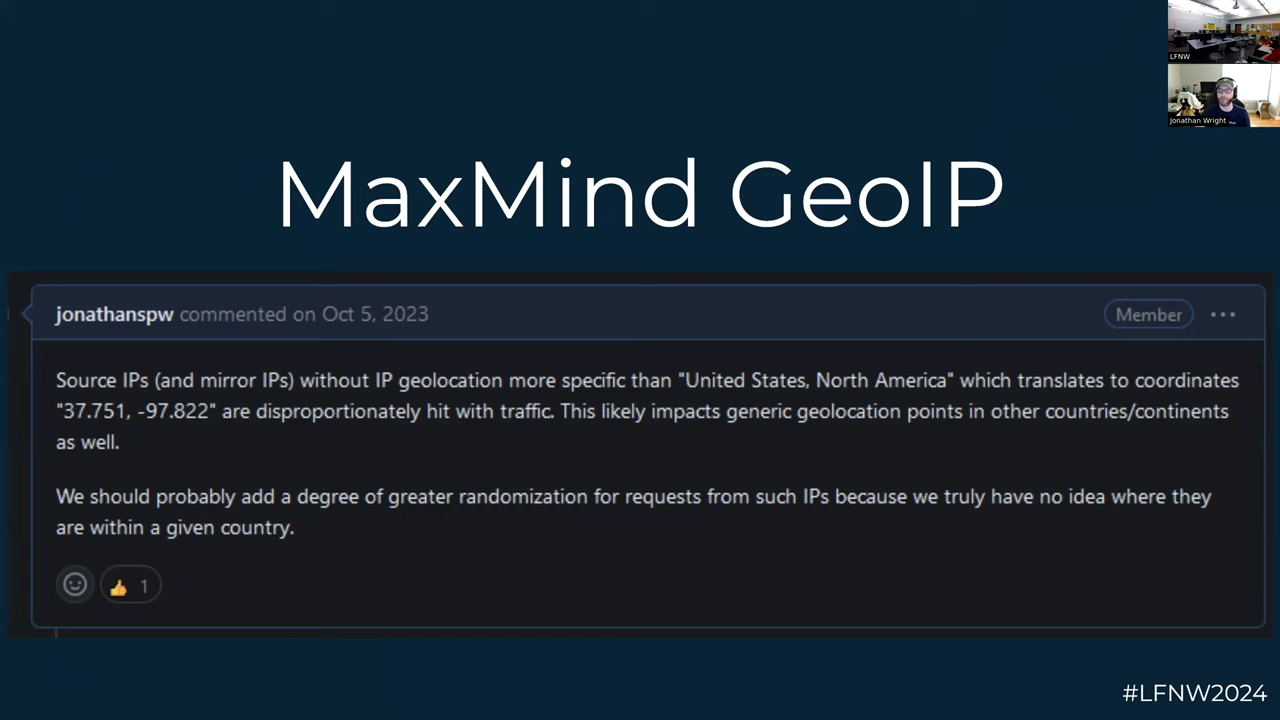 LFNW
Jonathan Wright
MaxMind GeoIP
jonathanspw commented on Oct 5, 2023
Member
Source IPs (and mirror IPs) without IP geolocation more specific than "United States, North America" which translates to coordinates
"37.751, -97.822" are disproportionately hit with traffic. This likely impacts generic geolocation points in other countries/continents
as well.
We should probably add a degree of greater randomization for requests from such IPs because we truly have no idea where they
are within a given country.
1
#LFNW2024